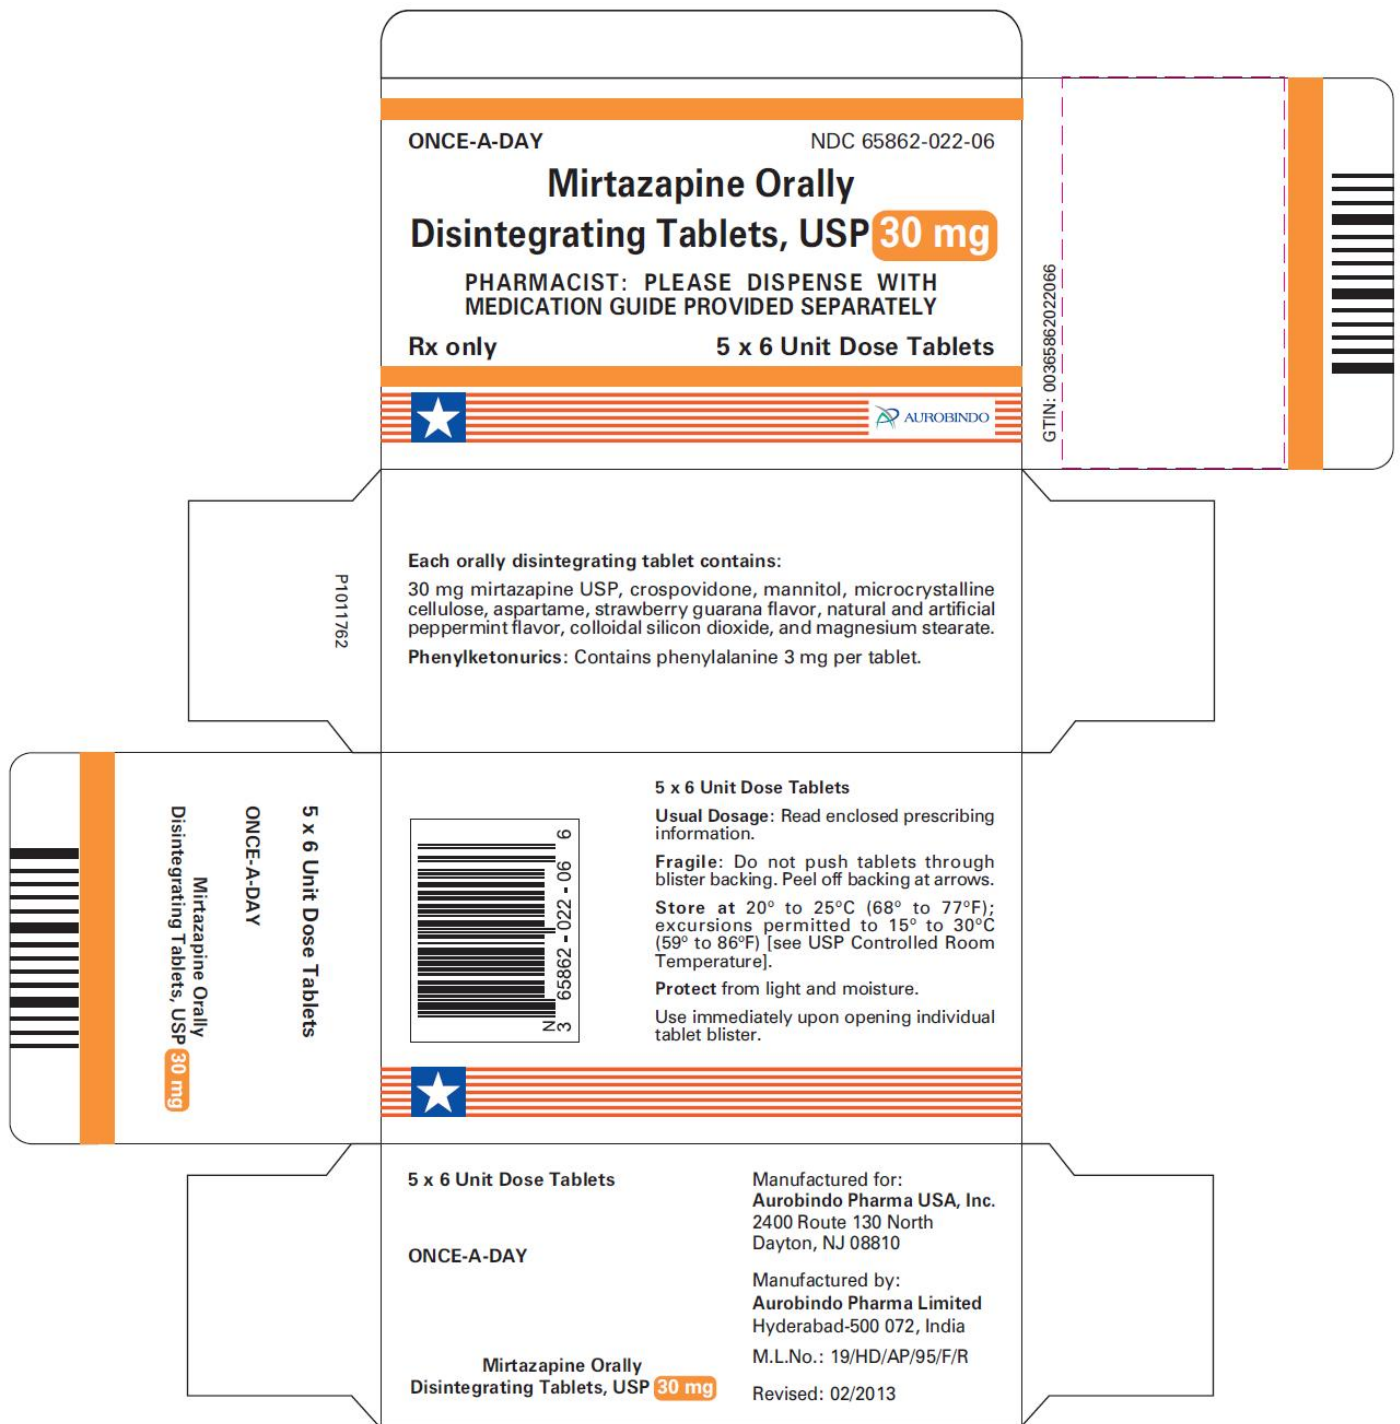 ONCE-A-DAY
NDC 65862-022-06
Mirtazapine Orally
Disintegrating Tablets, USP 30 mg
PHARMACIST: PLEASE DISPENSE WITH
MEDICATION GUIDE PROVIDED SEPARATELY
Rx only
5 x 6 Unit Dose Tablets
AUROBINDO
GTIN: 00365862022066
P1011762
Each orally disintegrating tablet contains:
30 mg mirtazapine USP, crospovidone, mannitol, microcrystalline
cellulose, aspartame, strawberry guarana flavor, natural and artificial
peppermint flavor, colloidal silicon dioxide, and magnesium stearate.
Phenylketonurics: Contains phenylalanine 3 mg per tablet.
5 x 6 Unit Dose Tablets
ONCE-A-DAY
Mirtazapine Orally
Disintegrating Tablets, USP 30 mg
N
3 65862-022-06 6
5 x 6 Unit Dose Tablets
Usual Dosage: Read enclosed prescribing
information.
Fragile: Do not push tablets through
blister backing. Peel off backing at arrows.
Store at 20º to 25ºC (68º to 77ºF);
excursions permitted to 15º to 30ºC
(59º to 86ºF) [see USP Controlled Room
Temperature].
Protect from light and moisture.
Use immediately upon opening individual
tablet blister.
5 x 6 Unit Dose Tablets
ONCE-A-DAY
Mirtazapine Orally
Disintegrating Tablets, USP 30 mg
Manufactured for:
Aurobindo Pharma USA, Inc.
2400 Route 130 North
Dayton, NJ 08810
Manufactured by:
Aurobindo Pharma Limited
Hyderabad-500 072, India
M.L.No.: 19/HD/AP/95/F/R
Revised: 02/2013